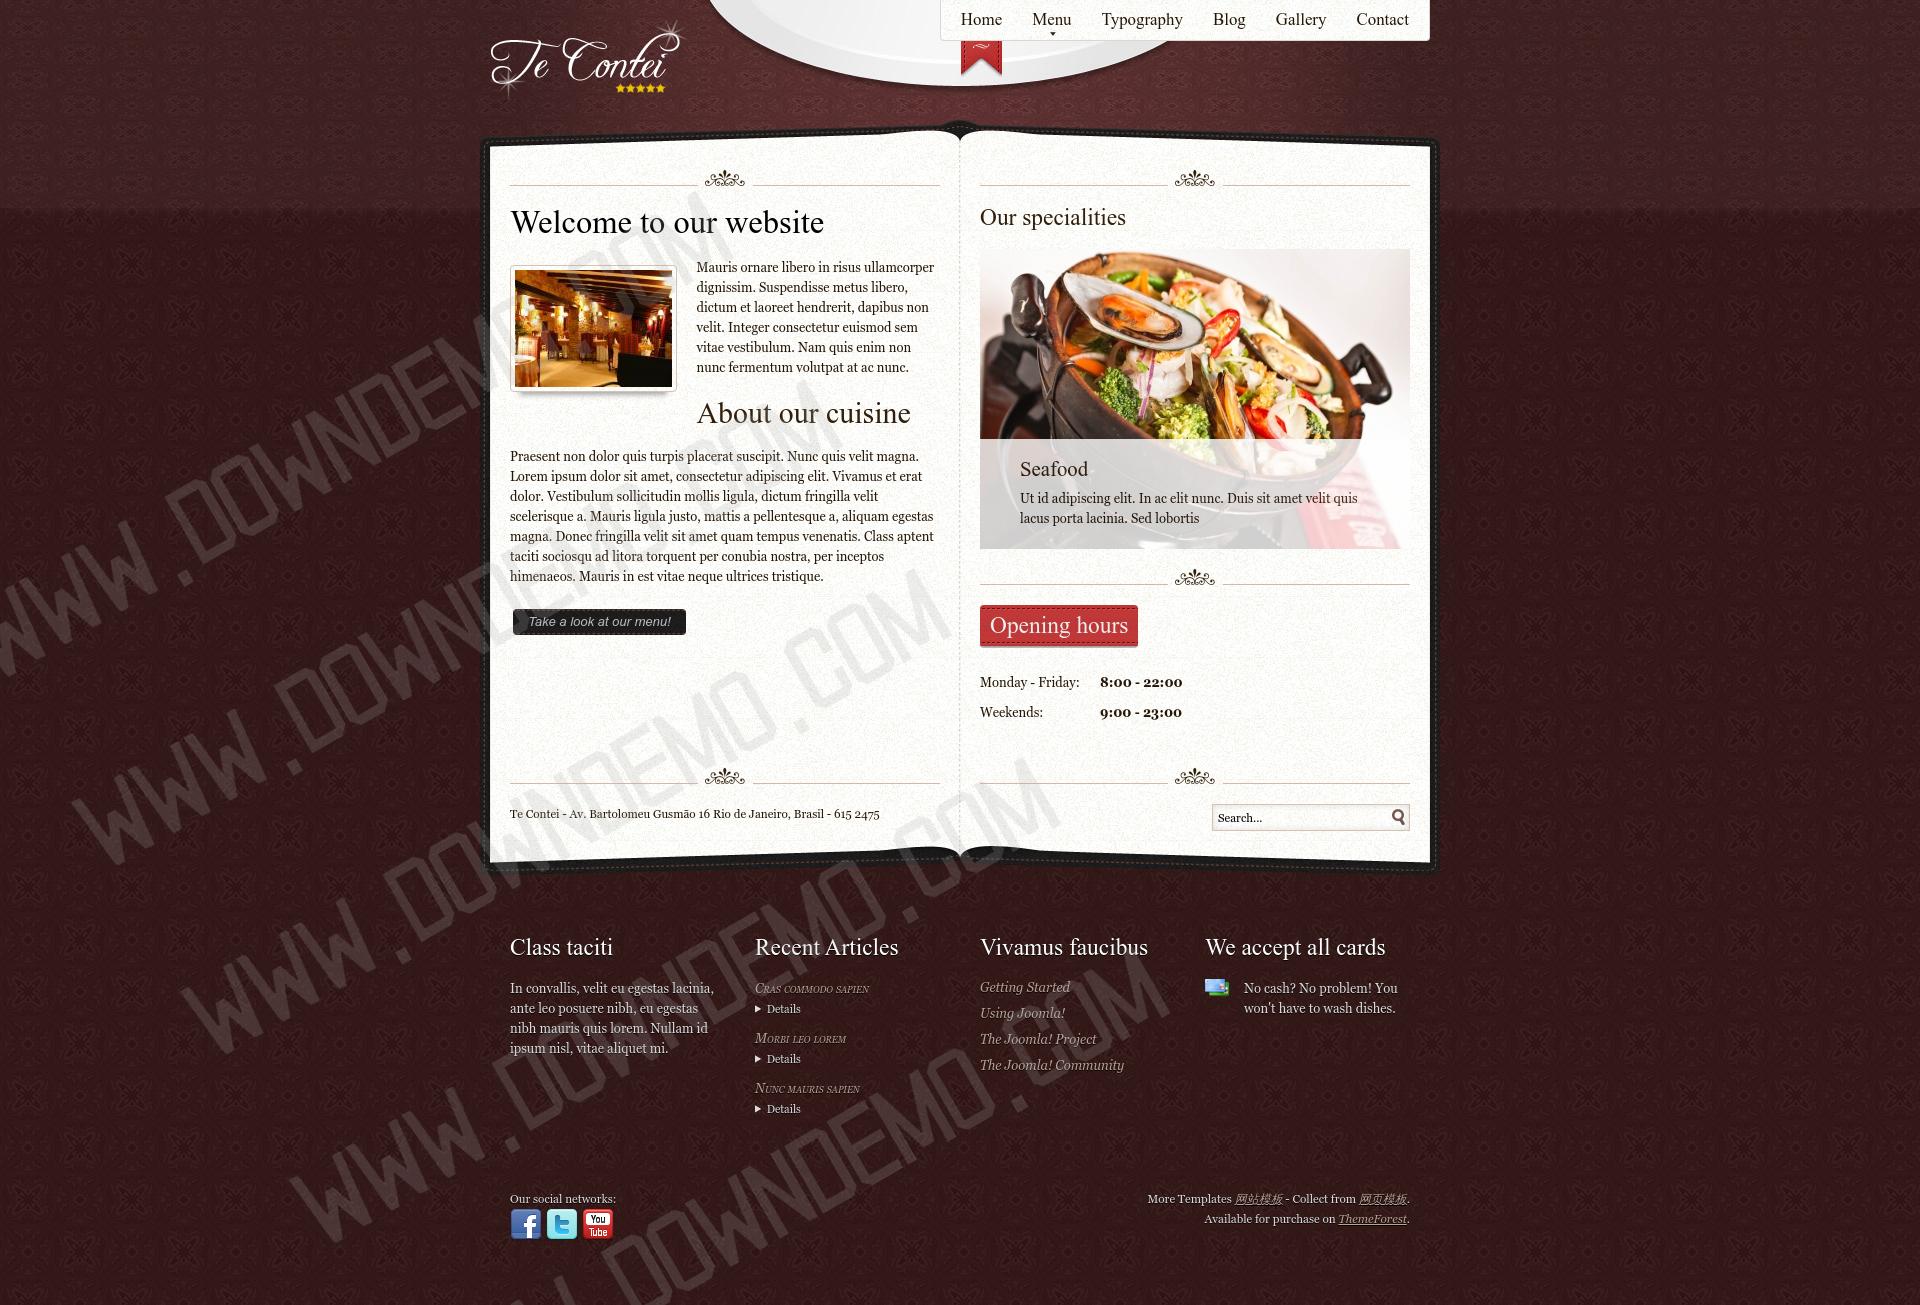 Te Contei
Home Menu Typography Blog Gallery Contact
Welcome to our website
Mauris ornare libero in risus ullamcorper
dignissim. Suspendisse metus libero,
dictum et laoreet hendrerit, dapibus non
velit. Integer consectetur euismod sem
vitae vestibulum. Nam quis enim non
nunc fermentum volutpat at ac nunc.
About our cuisine
Praesent non dolor quis turpis placerat suscipit. Nunc quis velit magna.
Lorem ipsum dolor sit amet, consectetur adipiscing elit. Vivamus et erat
dolor. Vestibulum sollicitudin mollis ligula, dictum fringilla velit
scelerisque a. Mauris ligula justo, mattis a pellentesque a, aliquam egestas
magna. Donec fringilla velit sit amet quam tempus venenatis. Class aptent
taciti sociosqu ad litora torquent per conubia nostra, per inceptos
himenaeos. Mauris in est vitae neque ultrices tristique.
Take a look at our menu!
Our specialities
Seafood
Ut id adipiscing elit. In ac elit nunc. Duis sit amet velit quis
lacus porta lacinia. Sed lobortis
Opening hours
Monday - Friday: 8:00 - 22:00
Weekends: 9:00 - 23:00
Te Contei - Av. Bartolomeu Gusmão 16 Rio de Janeiro, Brasil - 615 2475
Search...
Class taciti
In convallis, velit eu egestas lacinia,
ante leo posuere nibh, eu egestas
nibh mauris quis lorem. Nullam id
ipsum nisl, vitae aliquet mi.
Recent Articles
Cras commodo sapien
Details
Morbi leo lorem
Details
Nunc mauris sapien
Details
Vivamus faucibus
Getting Started
Using Joomla!
The Joomla! Project
The Joomla! Community
We accept all cards
No cash? No problem! You
won't have to wash dishes.
Our social networks:
f t You Tube
More Templates 网站模板 - Collect from 网页模板.
Available for purchase on ThemeForest.
WWW.DOWNDEMO.COM
WWW.DOWNDEMO.COM
WWW.DOWNDEMO.COM
WWW.DOWNDEMO.COM
W.DOWNDEMO.COM